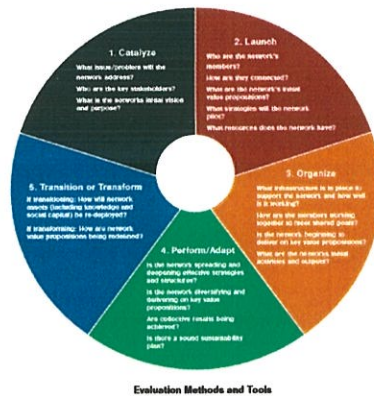 1. Catalyze
What issue/problem will the
network address?
Who are the key stakeholders?
What is the networks initial vision
and purpose?
2. Launch
Who are the network's
members?
How are they connected?
What are the network's initial
value propositions?
What strategies will the network
pilot?
What resources does the network have?
3. Organize
What infrastructure is in place to
support the network and how well
is it working?
How are the members working
together to meet shared goals?
Is the network beginning to
deliver on key value propositions?
What are the network's initial
activities and outputs?
4. Perform/Adapt
Is the network spreading and
deepening effective strategies
and structures?
Is the network diversifying and
delivering on key value
propositions?
Are collective results being
achieved?
Is there a sound sustainability
plan?
5. Transition or Transform
If transitioning: How will network
assets (including knowledge and
social capital) be re-deployed?
If transforming: How are network
value propositions being redefined?
Evaluation Methods and Tools